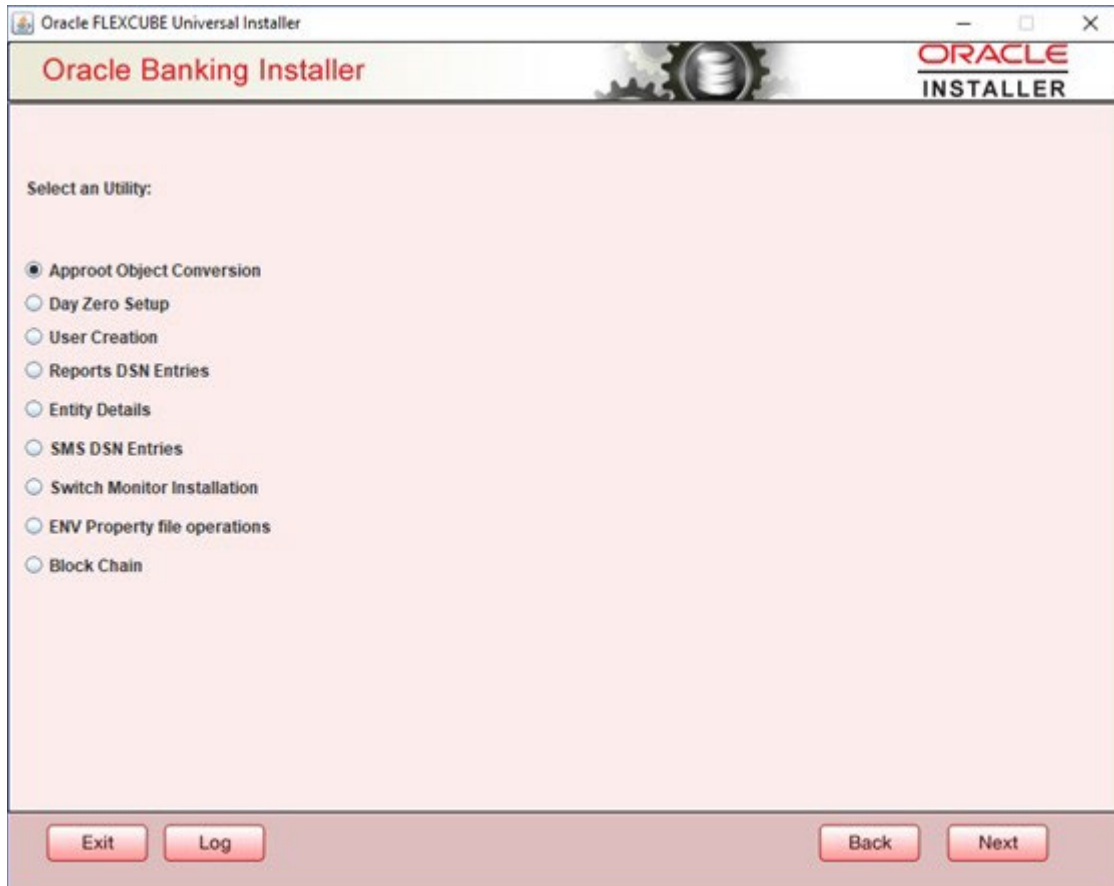 Oracle FLEXCUBE Universal Installer
Oracle Banking Installer
ORACLE
INSTALLER
Select an Utility:
Approot Object Conversion
Day Zero Setup
User Creation
Reports DSN Entries
Entity Details
SMS DSN Entries
Switch Monitor Installation
ENV Property file operations
Block Chain
Exit Log Back Next